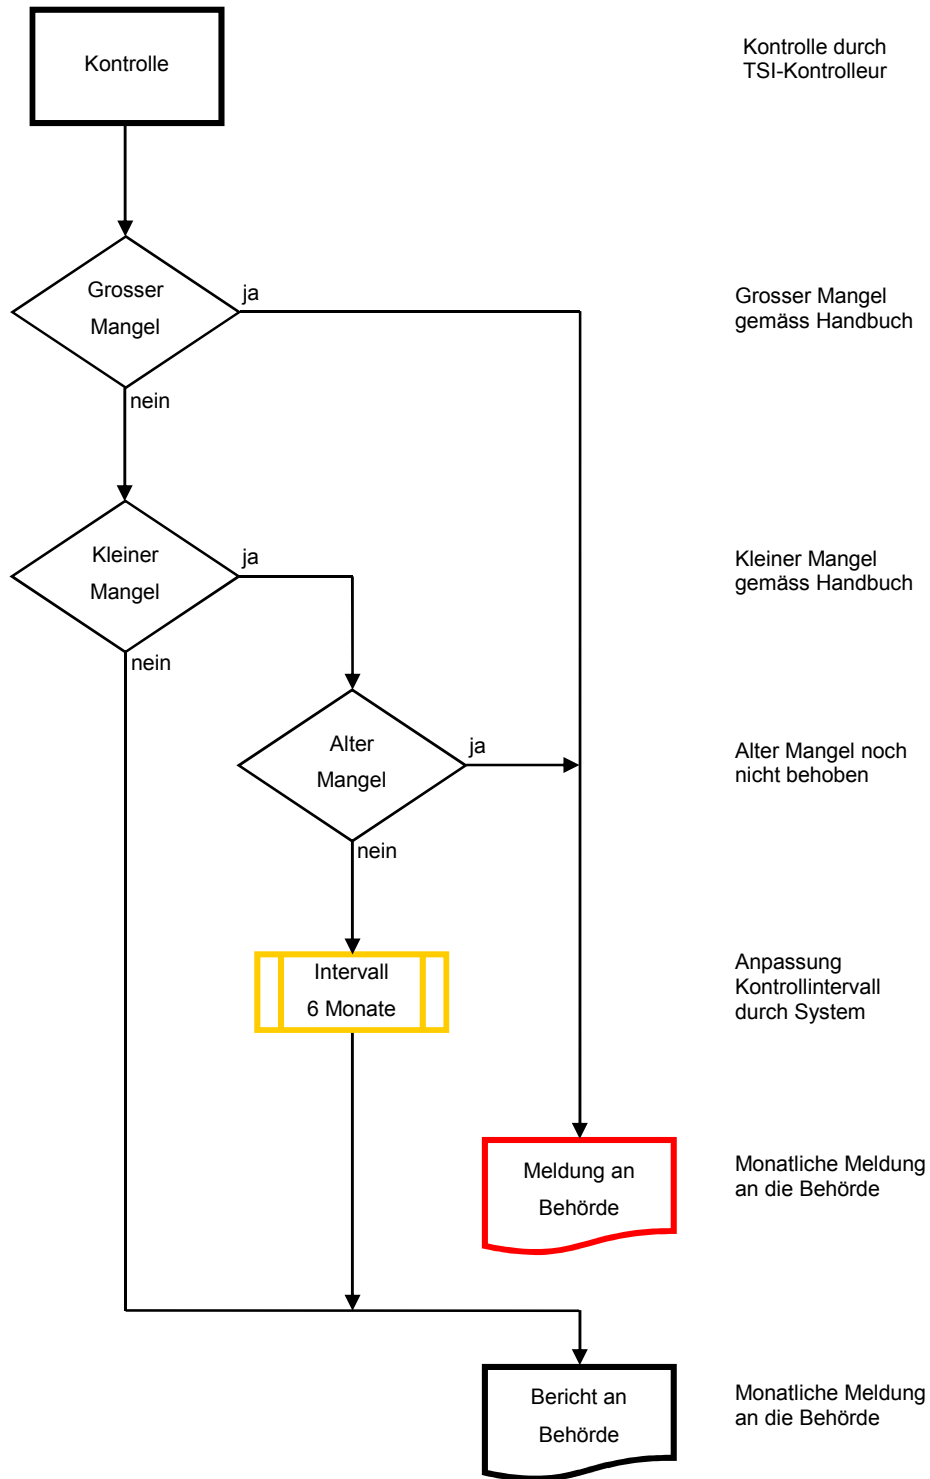 Kontrolle
Kontrolle durch
TSI-Kontrolleur
Grosser
Mangel
ja
nein
Grosser Mangel
gemäss Handbuch
Kleiner
Mangel
ja
nein
Kleiner Mangel
gemäss Handbuch
Alter
Mangel
ja
nein
Alter Mangel noch
nicht behoben
Intervall
6 Monate
Anpassung
Kontrollintervall
durch System
Meldung an
Behörde
Monatliche Meldung
an die Behörde
Bericht an
Behörde
Monatliche Meldung
an die Behörde